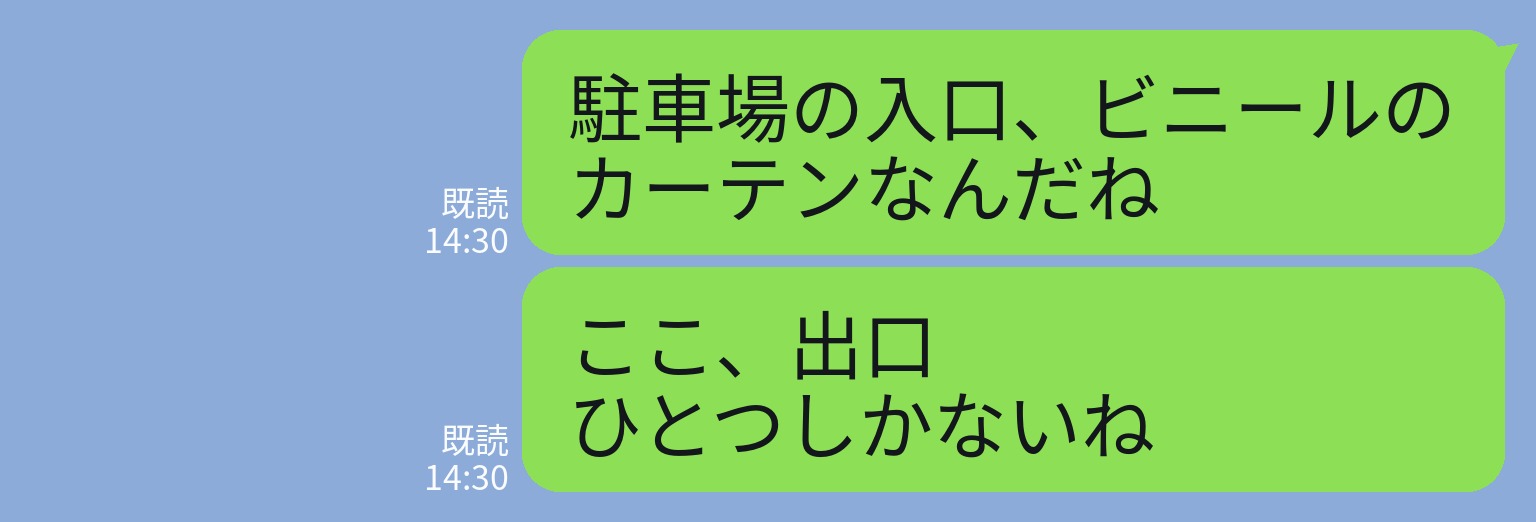 駐車場の入口、ビニールの
カーテンなんだね
既読
14:30
ここ、出口
ひとつしかないね
既読
14:30